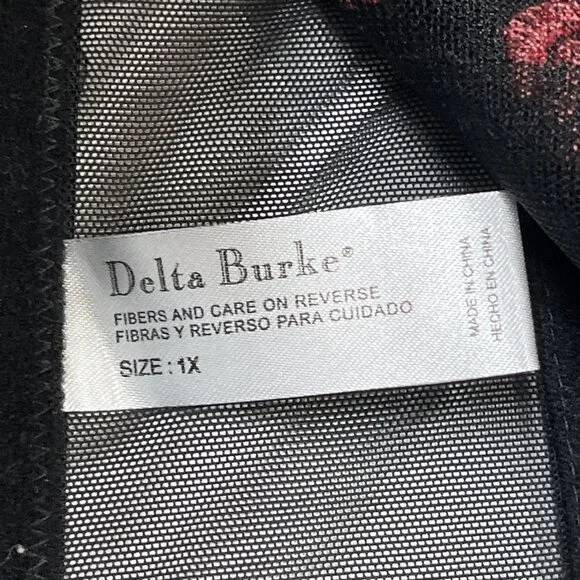 Delta Burke®
FIBERS AND CARE ON REVERSE
FIBRAS Y REVERSO PARA CUIDADO
SIZE : 1X
MADE IN CHINA
HECHO EN CHINA